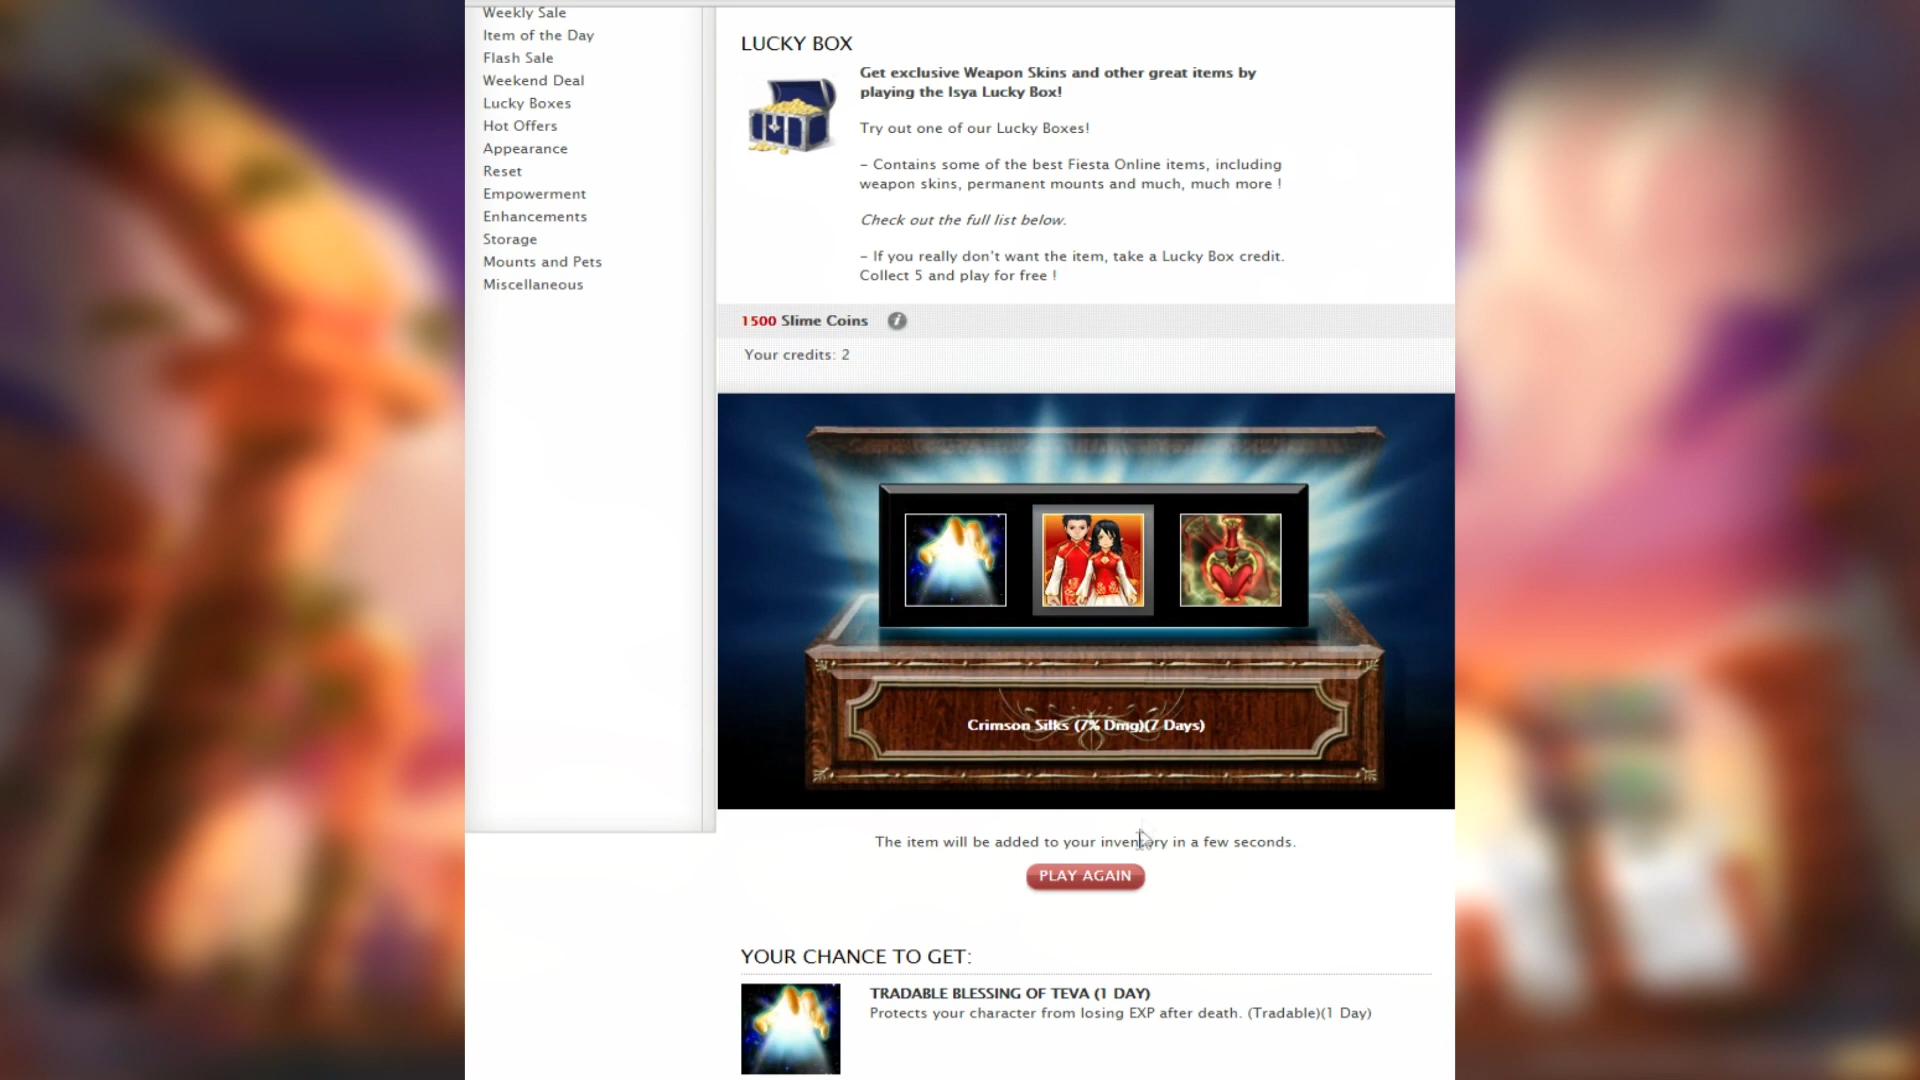 Weekly Sale
Item of the Day
Flash Sale
Weekend Deal
Lucky Boxes
Hot Offers
Appearance
Reset
Empowerment
Enhancements
Storage
Mounts and Pets
Miscellaneous
LUCKY BOX
Get exclusive Weapon Skins and other great items by
playing the Isya Lucky Box!
Try out one of our Lucky Boxes!
- Contains some of the best Fiesta Online items, including
weapon skins, permanent mounts and much, much more !
Check out the full list below.
- If you really don't want the item, take a Lucky Box credit.
Collect 5 and play for free !
1500 Slime Coins
Your credits: 2
Crimson Silks (7% Dmg)(7 Days)
The item will be added to your inventory in a few seconds.
PLAY AGAIN
YOUR CHANCE TO GET:
TRADABLE BLESSING OF TEVA (1 DAY)
Protects your character from losing EXP after death. (Tradable)(1 Day)